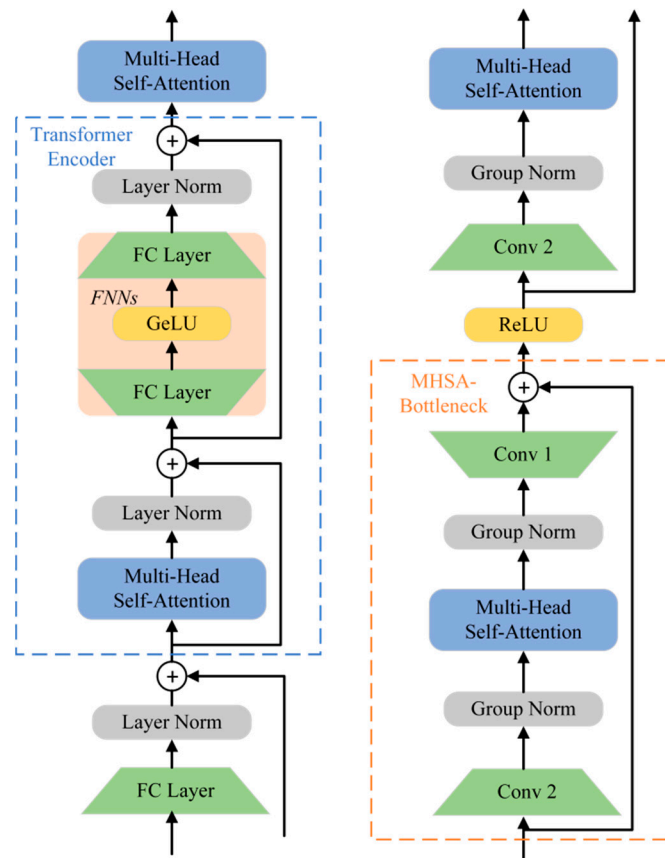 Multi-Head
Self-Attention
Transformer
Encoder
+
Layer Norm
FC Layer
FNNs
GeLU
FC Layer
+
Layer Norm
Multi-Head
Self-Attention
+
Layer Norm
FC Layer
Multi-Head
Self-Attention
Group Norm
Conv 2
ReLU
MHSA-
Bottleneck
+
Conv 1
Group Norm
Multi-Head
Self-Attention
Group Norm
Conv 2